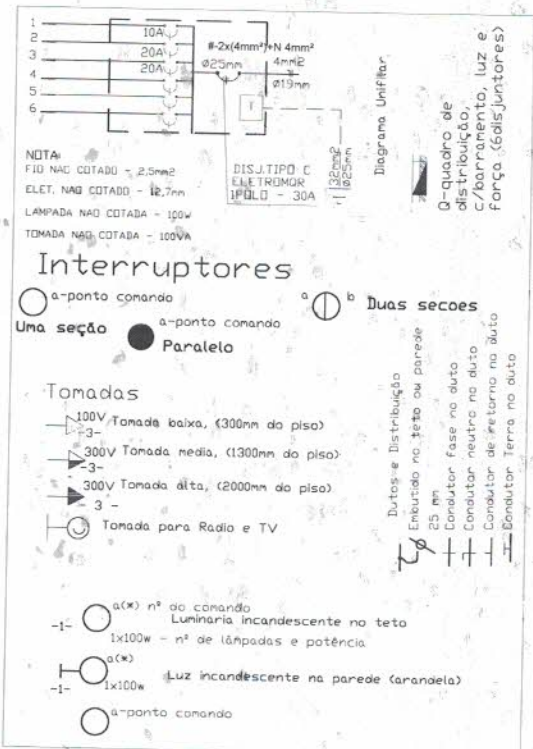 1
2
3
4
5
6
10A
20A
20A
#-2x(4mm²)+N 4mm²
Ø25mm
4mm2
Ø19mm
T
32mm2
Ø25mm
Diagrama Unifilar
Q-quadro de
distribuição,
c/barramento, luz e
força (6disjuntores)
NOTA:
FIO NAO COTADO - 2,5mm2
ELET. NAO COTADO - 12,7mm
LAMPADA NAO COTADA - 100w
TOMADA NAO COTADA - 100VA
DISJ.TIPO C
ELETROMAR
1POLO - 30A
Interruptores
a-ponto comando
Uma seção
a-ponto comando
Paralelo
a b Duas secoes
Tomadas
100V Tomada baixa, (300mm do piso)
-3-
300V Tomada media, (1300mm do piso)
-3-
300V Tomada alta, (2000mm do piso)
- 3 -
Tomada para Radio e TV
Dutos e Distribuição
Embutido no teto ou parede
25 mm
Condutor fase no duto
Condutor neutro no duto
Condutor de retorno no duto
Condutor Terra no duto
a(*) nº do comando
-1- Luminaria incandescente no teto
1x100w - nº de lâmpadas e potência
a(*)
Luz incandescente na parede (arandela)
-1- 1x100w
a-ponto comando